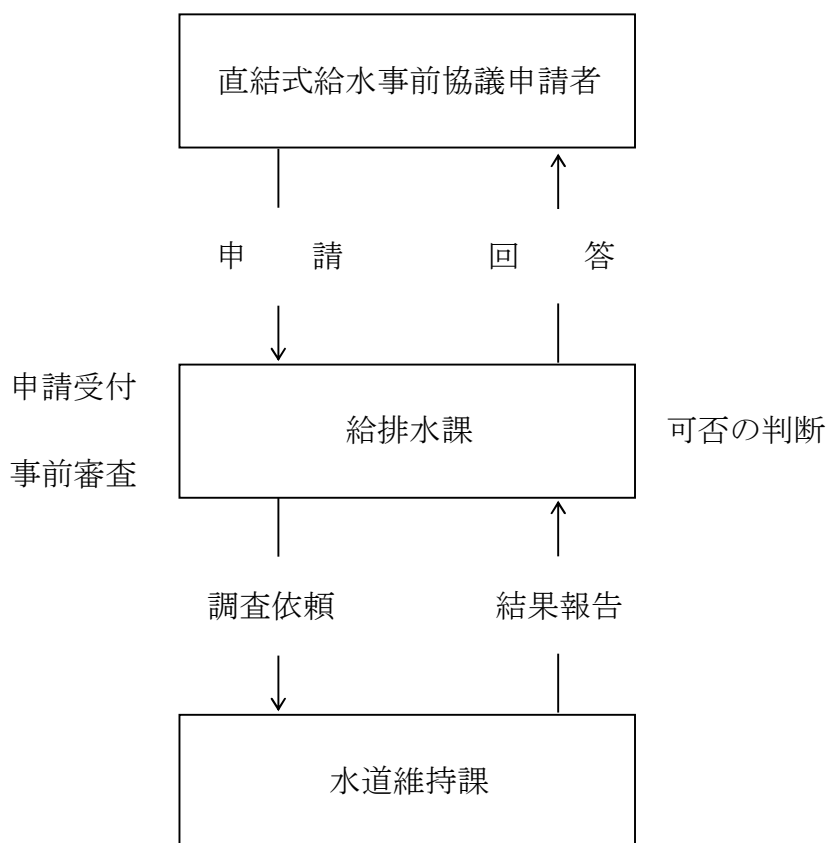 直結式給水事前協議申請者
申　請
回　答
申請受付
事前審査
給排水課
可否の判断
調査依頼
結果報告
水道維持課